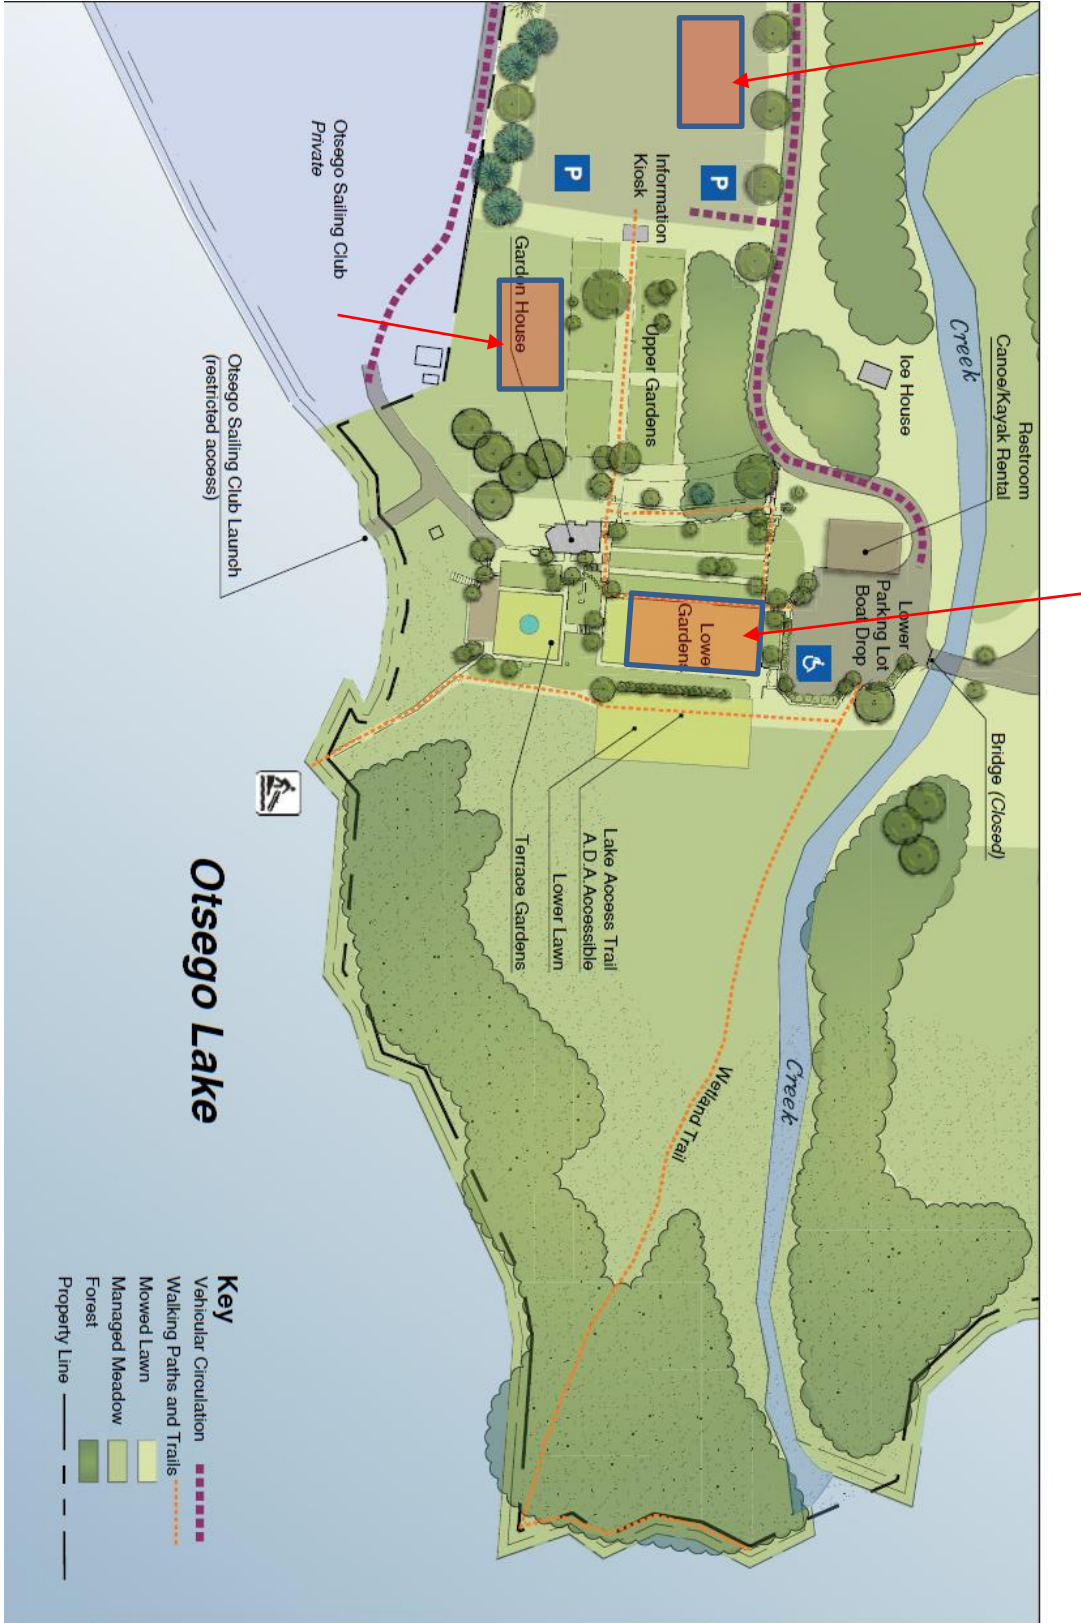 Otsego Sailing Club
Private
Information
Kiosk
P
P
Garden House
Upper Gardens
Ice House
Creek
Restroom
Canoe/Kayak Rental
Otsego Sailing Club Launch
(restricted access)
Lower
Parking Lot
Boat Drop
Lowe
Gardens
Bridge (Closed)
Lake Access Trail
A.D.A.Accessible
Lower Lawn
Terrace Gardens
Otsego Lake
Wetland Trail
Creek
Key
Vehicular Circulation
Walking Paths and Trails
Mowed Lawn
Managed Meadow
Forest
Property Line